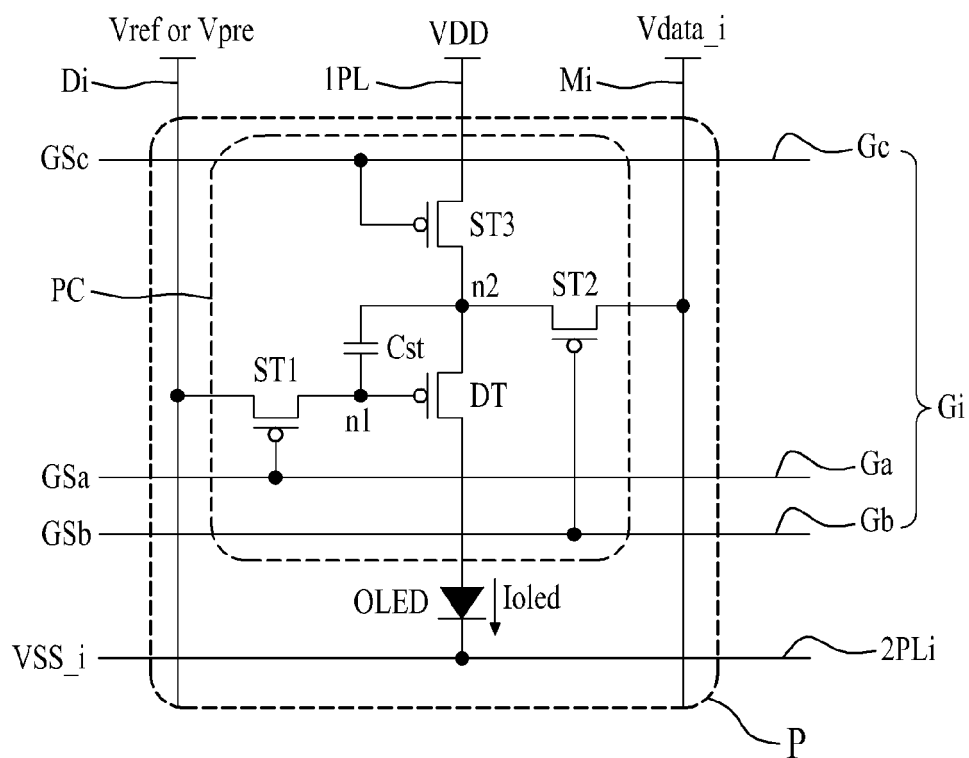 Vref or Vpre
VDD
Vdata_i
Di
1PL
Mi
GSc
Gc
ST3
PC
n2
ST2
Cst
ST1
DT
n1
Gi
GSa
Ga
GSb
Gb
OLED
Ioled
VSS_i
2PLi
P